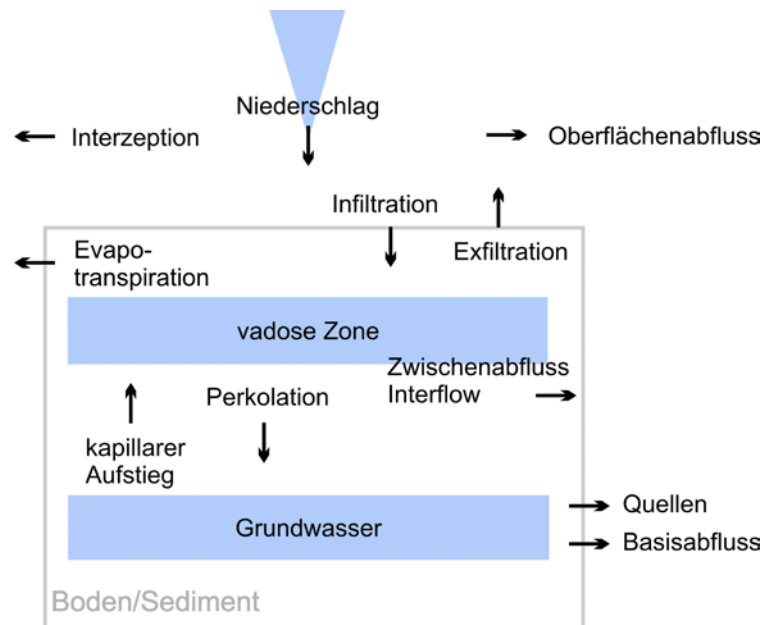 Niederschlag
Interzeption
Oberflächenabfluss
Infiltration
Evapo-
transpiration
Exfiltration
vadose Zone
Zwischenabfluss
Interflow
Perkolation
kapillarer
Aufstieg
Quellen
Grundwasser
Basisabfluss
Boden/Sediment